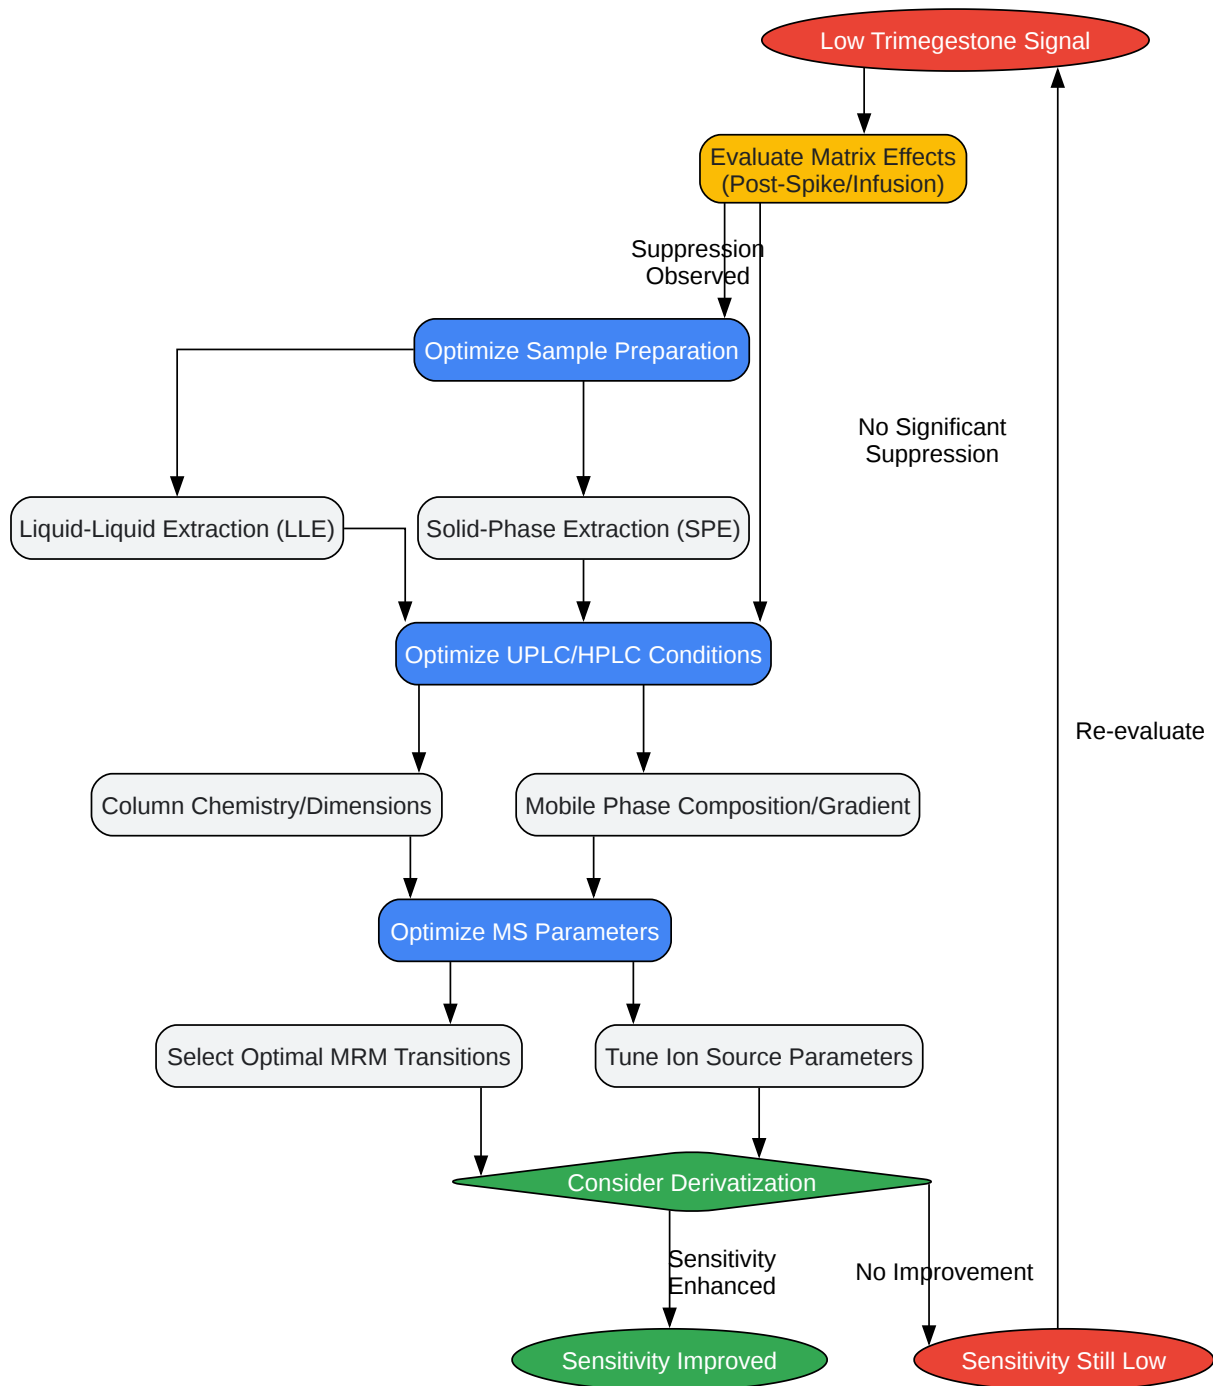 Low Trimegestone Signal
Evaluate Matrix Effects
(Post-Spike/Infusion)
Suppression
Observed
Optimize Sample Preparation
No Significant
Suppression
Liquid-Liquid Extraction (LLE)
Solid-Phase Extraction (SPE)
Optimize UPLC/HPLC Conditions
Re-evaluate
Column Chemistry/Dimensions
Mobile Phase Composition/Gradient
Optimize MS Parameters
Select Optimal MRM Transitions
Tune Ion Source Parameters
Consider Derivatization
Sensitivity
Enhanced
No Improvement
Sensitivity Improved
Sensitivity Still Low